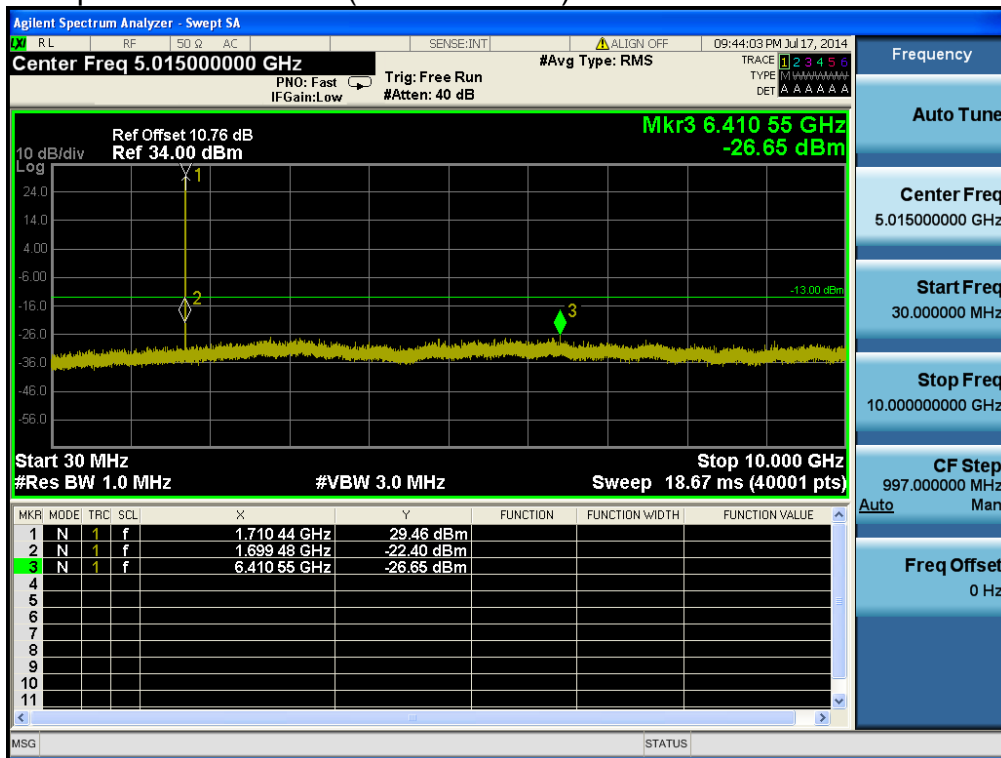 Agilent Spectrum Analyzer - Swept SA
LXI RL RF 50 Ω AC SENSE:INT ALIGN OFF 09:44:03 PM Jul 17, 2014
Center Freq 5.015000000 GHz
PNO: Fast
IFGain:Low
Trig: Free Run
#Atten: 40 dB
#Avg Type: RMS
TRACE 1 2 3 4 5 6
TYPE M WWWWW
DET A A A A A A
Ref Offset 10.76 dB
10 dB/div Ref 34.00 dBm
Log
Mkr3 6.410 55 GHz
-26.65 dBm
1
24.0
14.0
4.00
-6.00
-13.00 dBm
2
-16.0
3
-26.0
-36.0
-46.0
-56.0
Start 30 MHz Stop 10.000 GHz
#Res BW 1.0 MHz #VBW 3.0 MHz Sweep 18.67 ms (40001 pts)
MKR MODE TRC SCL X Y FUNCTION FUNCTION WIDTH FUNCTION VALUE
1 N 1 f 1.710 44 GHz 29.46 dBm
2 N 1 f 1.699 48 GHz -22.40 dBm
3 N 1 f 6.410 55 GHz -26.65 dBm
4
5
6
7
8
9
10
11
MSG STATUS
Frequency
Auto Tune
Center Freq
5.015000000 GHz
Start Freq
30.000000 MHz
Stop Freq
10.000000000 GHz
CF Step
997.000000 MHz
Auto Man
Freq Offset
0 Hz